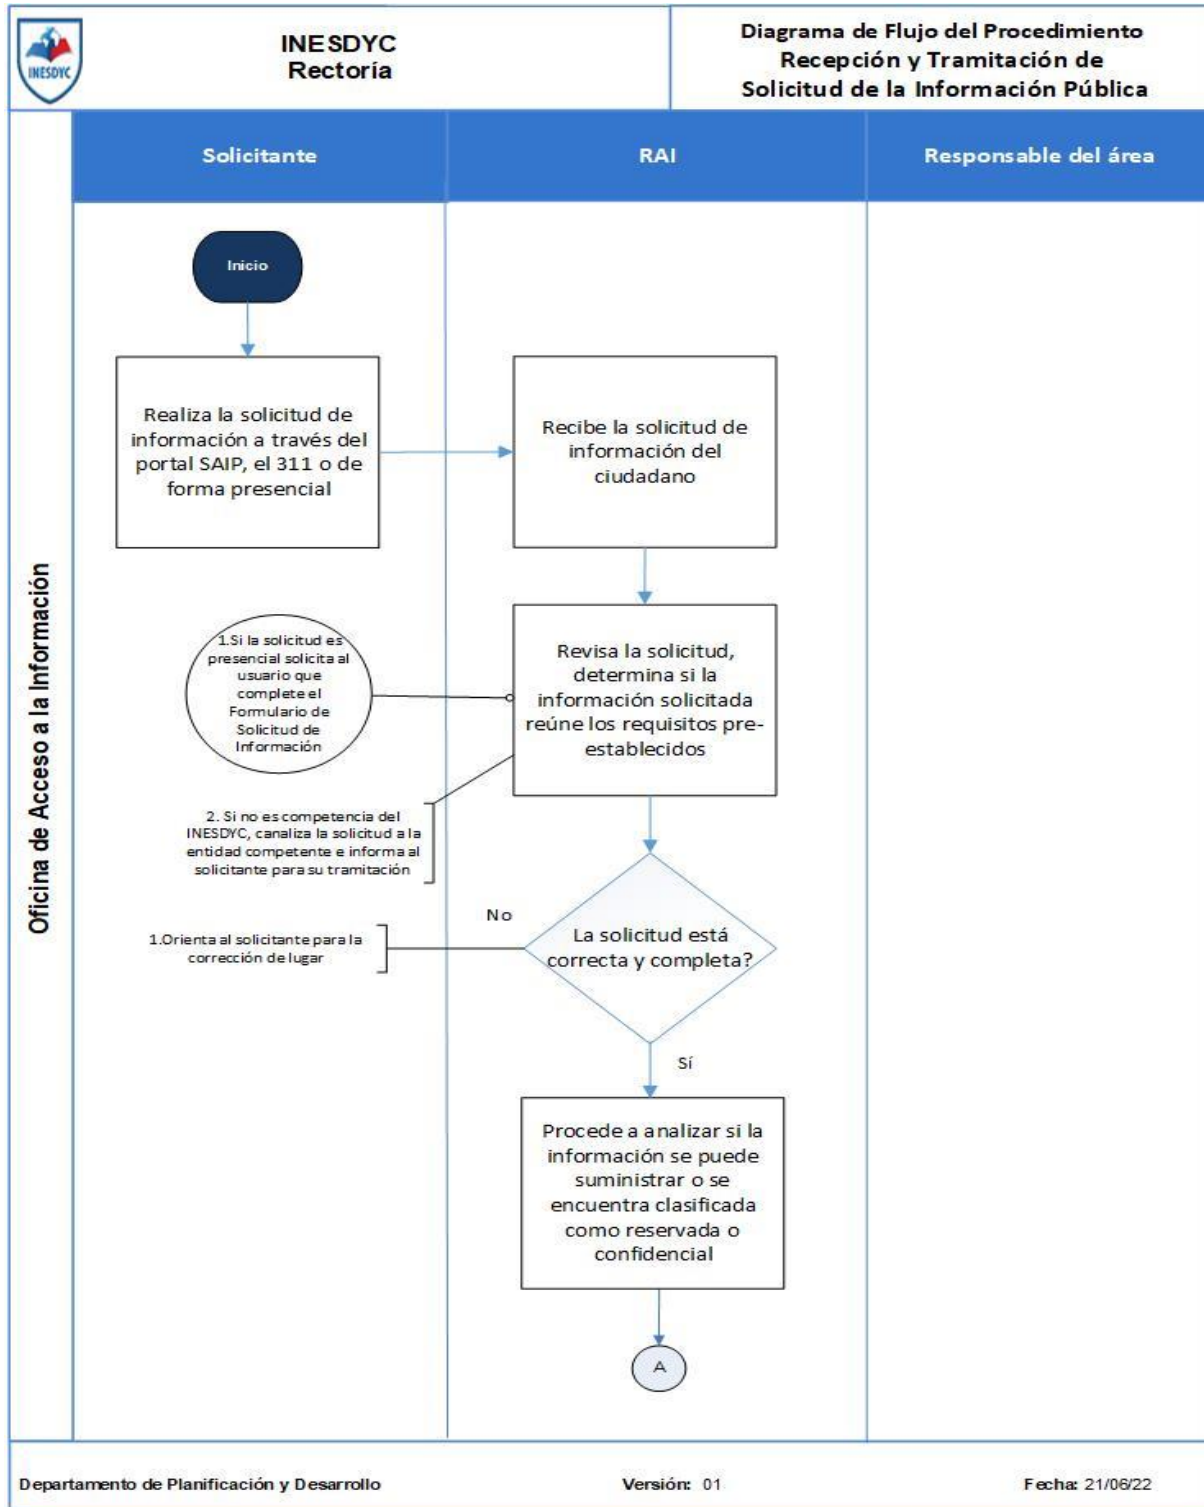 INESDYC
INESDYC
Rectoría
Diagrama de Flujo del Procedimiento
Recepción y Tramitación de
Solicitud de la Información Pública
Oficina de Acceso a la Información
Solicitante
RAI
Responsable del área
Inicio
Realiza la solicitud de
información a través del
portal SAIP, el 311 o de
forma presencial
Recibe la solicitud de
información del
ciudadano
1.Si la solicitud es
presencial solicita al
usuario que
complete el
Formulario de
Solicitud de
Información
Revisa la solicitud,
determina si la
información solicitada
reúne los requisitos pre-
establecidos
2. Si no es competencia del
INESDYC, canaliza la solicitud a la
entidad competente e informa al
solicitante para su tramitación
No
1.Orienta al solicitante para la
corrección de lugar
La solicitud está
correcta y completa?
Sí
Procede a analizar si la
información se puede
suministrar o se
encuentra clasificada
como reservada o
confidencial
A
Departamento de Planificación y Desarrollo
Versión: 01
Fecha: 21/06/22